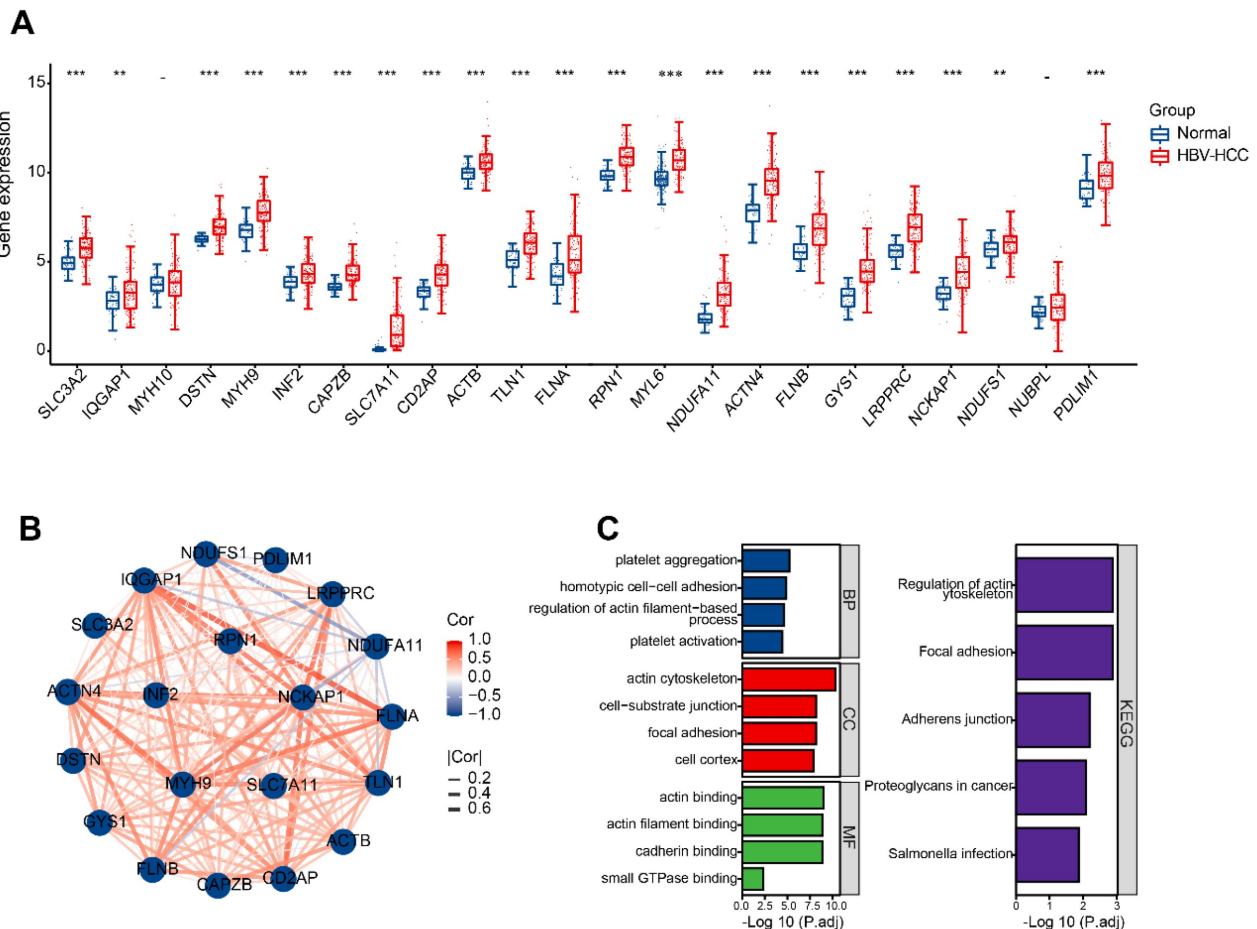 A
*** ** - *** *** *** *** *** *** *** *** *** *** *** *** *** *** *** *** *** ** - ***
Gene expression
15
10
5
0
SLC3A2 IQGAP1 MYH10 DSTN MYH9 INF2 CAPZB SLC7A11 CD2AP ACTB TLN1 FLNA RPN1 MYL6 NDUFA11 ACTN4 FLNB GYS1 LRPPRC NCKAP1 NDUFS1 NUBPL PDLIM1
Group
Normal
HBV-HCC
B
NDUFS1
PDLIM1
IQGAP1
LRPPRC
SLC3A2
RPN1
NDUFA11
ACTN4
INF2
NCKAP1
FLNA
DSTN
MYH9
SLC7A11
TLN1
GYS1
ACTB
FLNB
CAPZB
CD2AP
Cor
1.0
0.5
0.0
−0.5
−1.0
|Cor|
0.2
0.4
0.6
C
platelet aggregation
homotypic cell−cell adhesion
regulation of actin filament−based
process
platelet activation
BP
actin cytoskeleton
cell−substrate junction
focal adhesion
cell cortex
CC
actin binding
actin filament binding
cadherin binding
small GTPase binding
MF
0.0 2.5 5.0 7.5 10.0
-Log 10 (P.adj)
Regulation of actin
ytoskeleton
Focal adhesion
Adherens junction
Proteoglycans in cancer
Salmonella infection
KEGG
0 1 2 3
-Log 10 (P.adj)